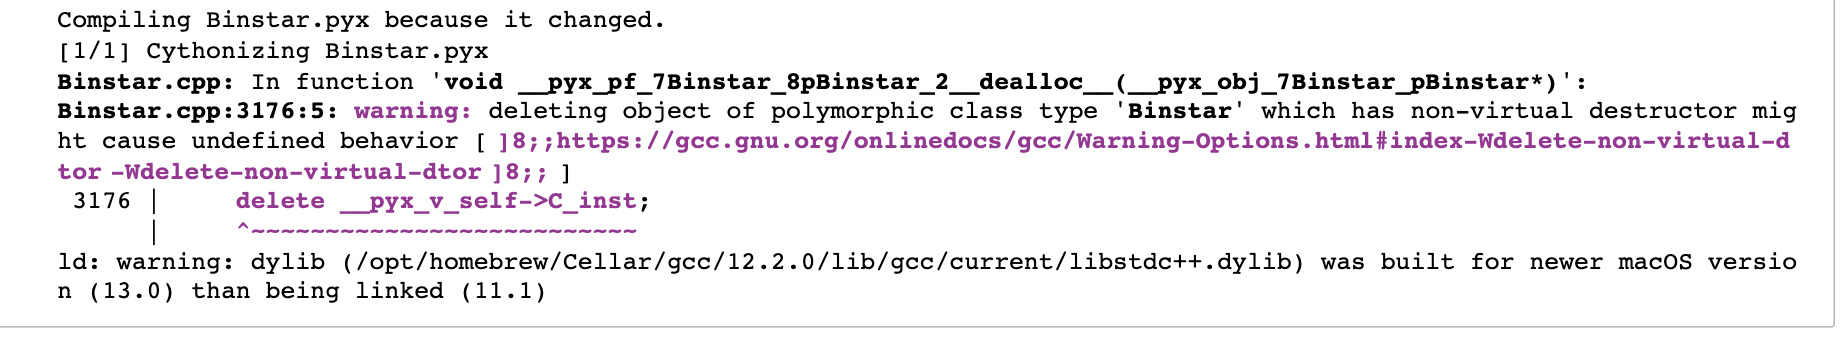 Compiling Binstar.pyx because it changed.
[1/1] Cythonizing Binstar.pyx
Binstar.cpp: In function 'void __pyx_pf_7Binstar_8pBinstar_2__dealloc__(__pyx_obj_7Binstar_pBinstar*)':
Binstar.cpp:3176:5: warning: deleting object of polymorphic class type 'Binstar' which has non-virtual destructor mig
ht cause undefined behavior [ ]8;;https://gcc.gnu.org/onlinedocs/gcc/Warning-Options.html#index-Wdelete-non-virtual-d
tor -Wdelete-non-virtual-dtor ]8;; ]
 3176 |     delete __pyx_v_self->C_inst;
      |     ^~~~~~~~~~~~~~~~~~~~~~~~~~~
ld: warning: dylib (/opt/homebrew/Cellar/gcc/12.2.0/lib/gcc/current/libstdc++.dylib) was built for newer macOS versio
n (13.0) than being linked (11.1)